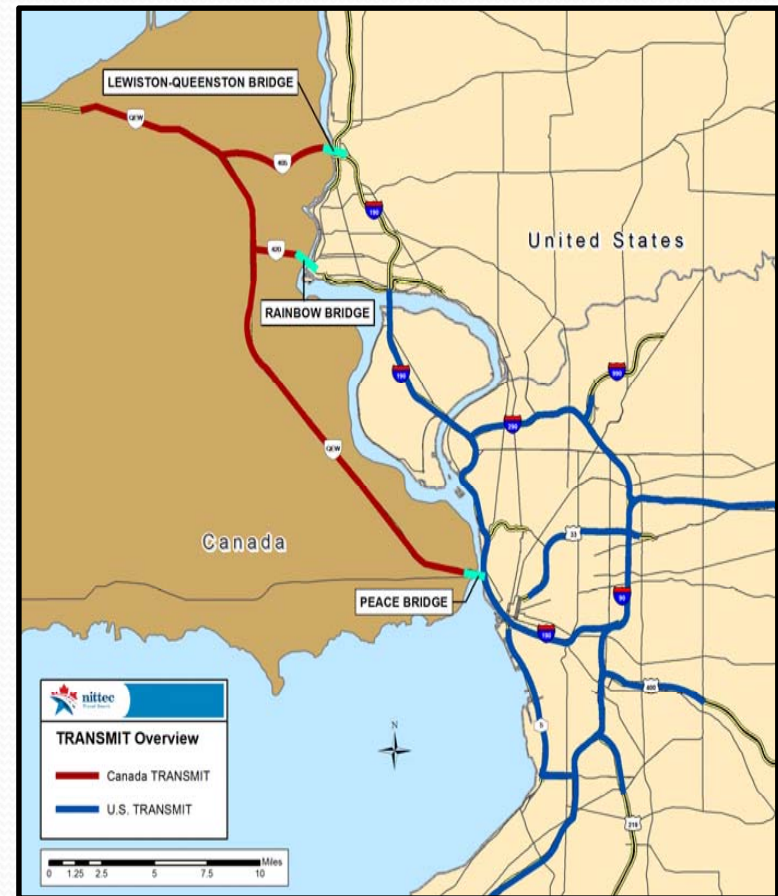 LEWISTON-QUEENSTON BRIDGE
QEW
405
190
United States
420
RAINBOW BRIDGE
190
990
290
QEW
Canada
33
PEACE BRIDGE
90
190
400
5
219
nittec
TRANSMIT Overview
Canada TRANSMIT
U.S. TRANSMIT
N
Miles
0 1.25 2.5 5 7.5 10